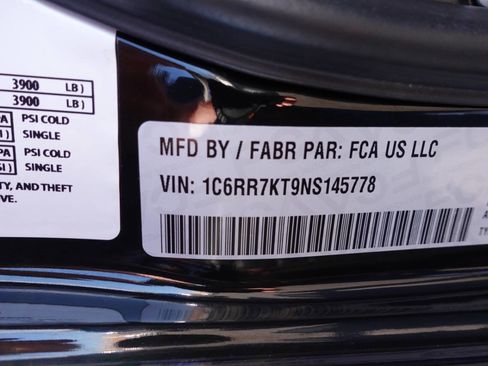 3900 LB)
3900 LB)
PSI COLD
SINGLE
PSI COLD
SINGLE
TY, AND THEFT
MFD BY / FABR PAR: FCA US LLC
VIN: 1C6RR7KT9NS145778